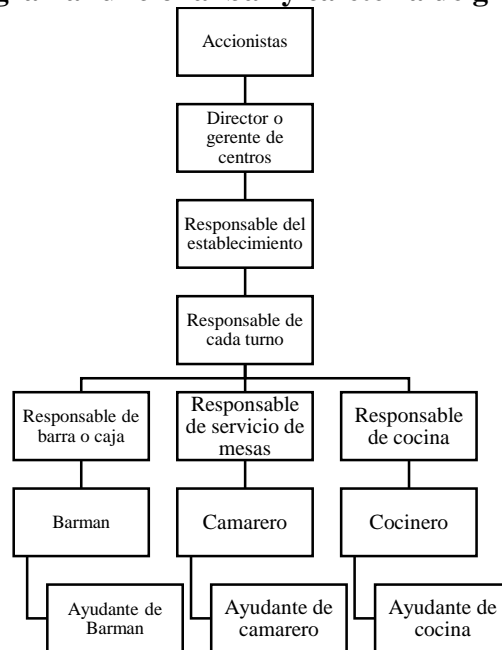 Accionistas
Director o
gerente de
centros
Responsable del
establecimiento
Responsable de
cada turno
Responsable de
barra o caja
Responsable
de servicio de
mesas
Responsable
de cocina
Barman
Camarero
Cocinero
Ayudante de
Barman
Ayudante de
camarero
Ayudante de
cocina